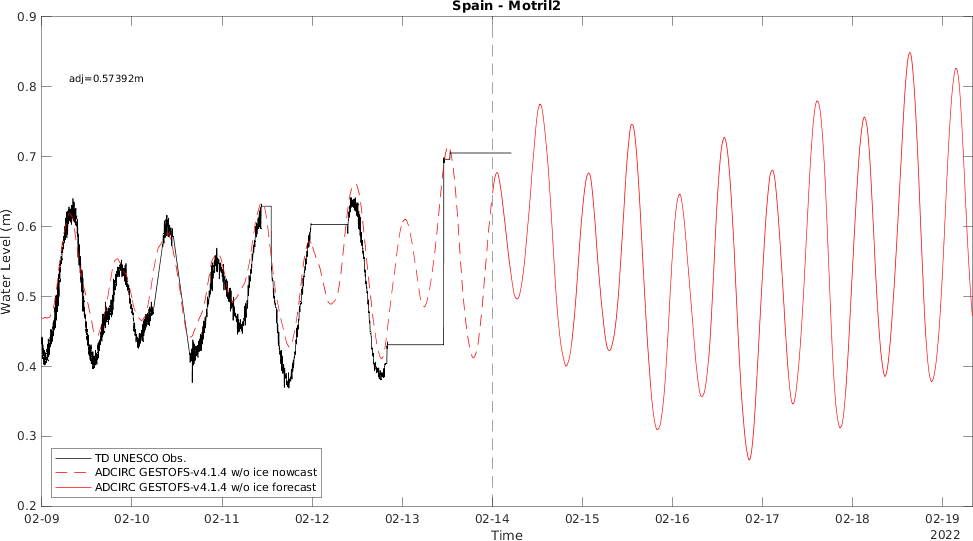 Spain - Motril2
0.9
adj=0.57392m
0.8
0.7
0.6
0.5
0.4
0.3
0.2
Water Level (m)
TD UNESCO Obs.
ADCIRC GESTOFS-v4.1.4 w/o ice nowcast
ADCIRC GESTOFS-v4.1.4 w/o ice forecast
02-09 02-10 02-11 02-12 02-13 02-14 02-15 02-16 02-17 02-18 02-19
Time
2022